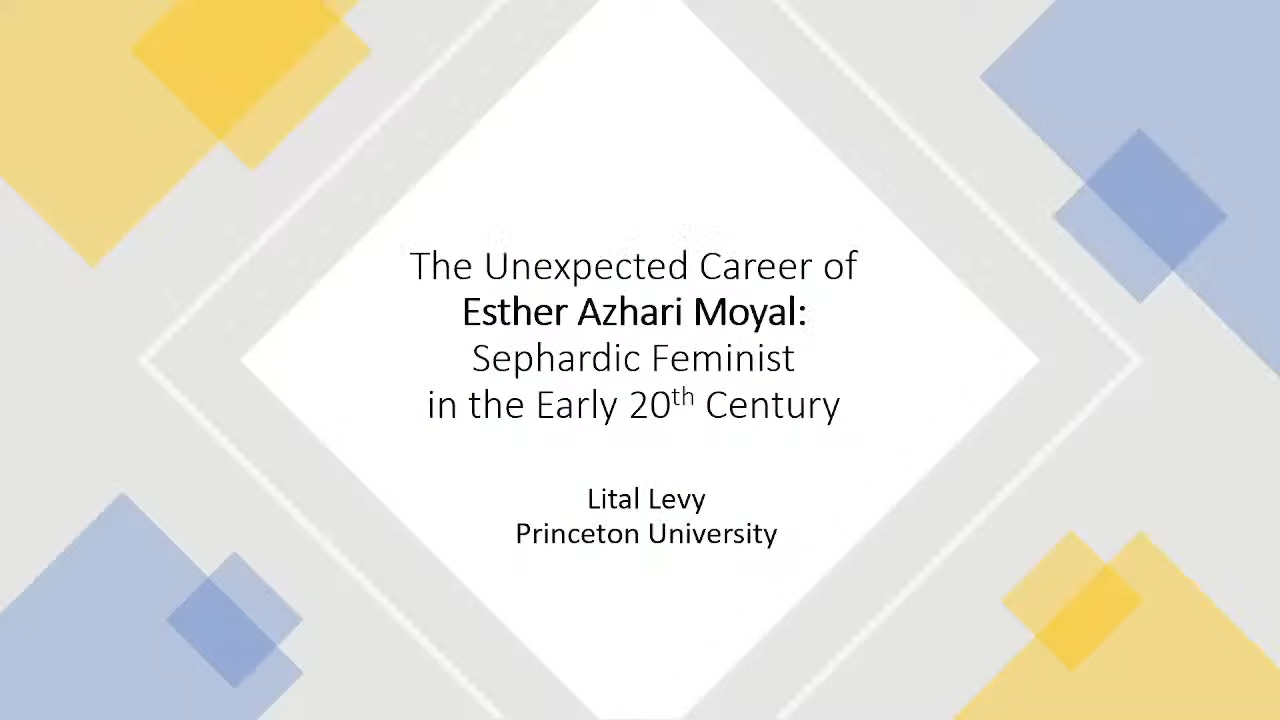 The Unexpected Career of
Esther Azhari Moyal:
Sephardic Feminist
in the Early 20th Century
Lital Levy
Princeton University